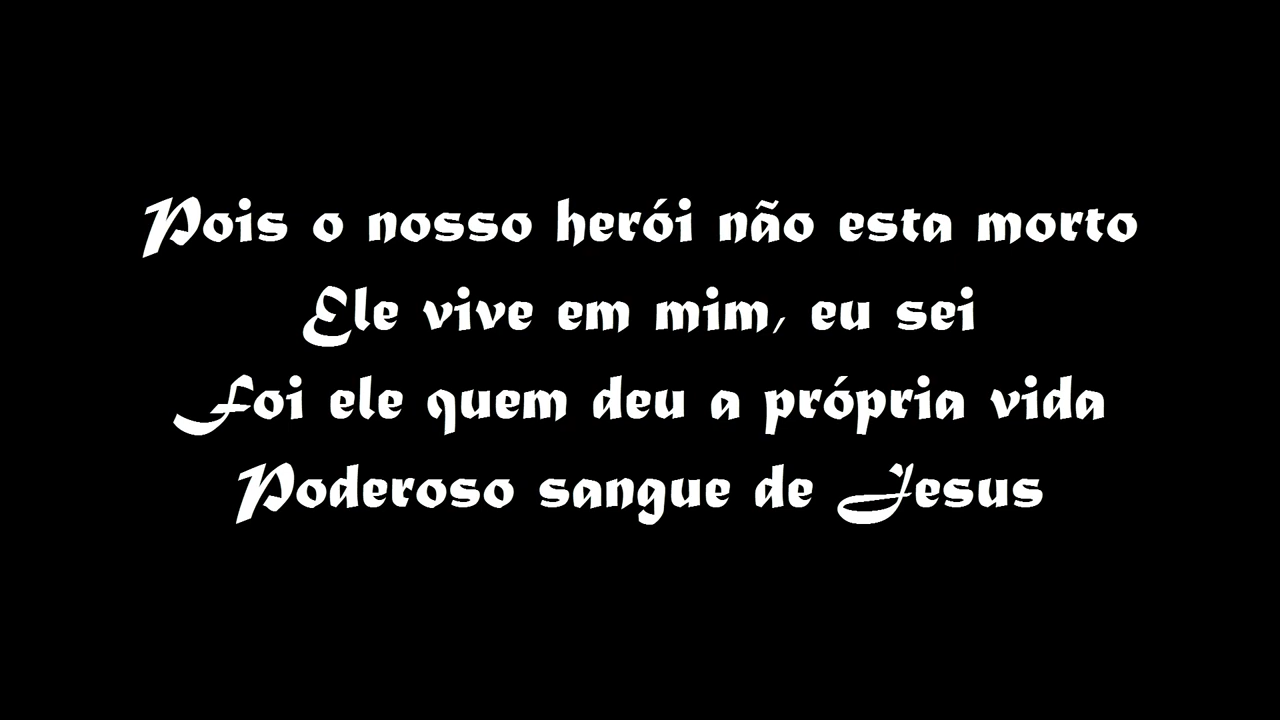 Pois o nosso herói não esta morto
Ele vive em mim, eu sei
Foi ele quem deu a própria vida
Poderoso sangue de Jesus